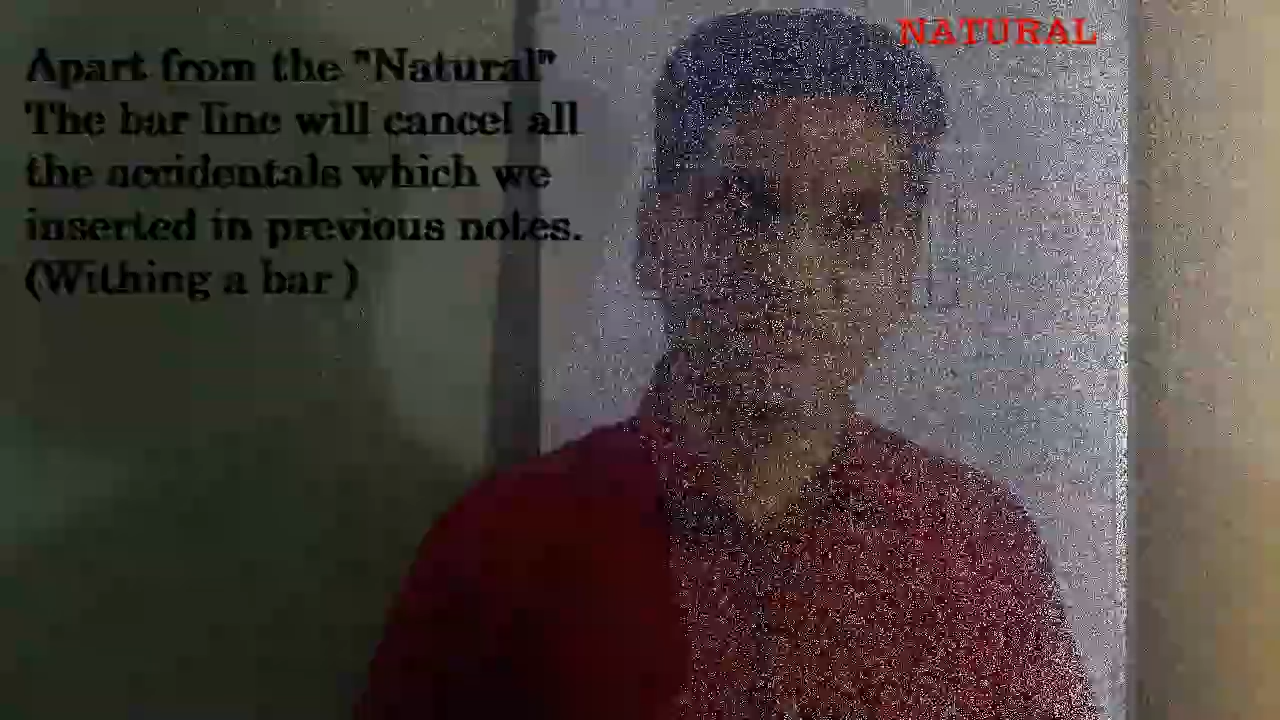 NATURAL
Apart from the "Natural"
The bar line will cancel all
the accidentals which we
inserted in previous notes.
(Withing a bar )